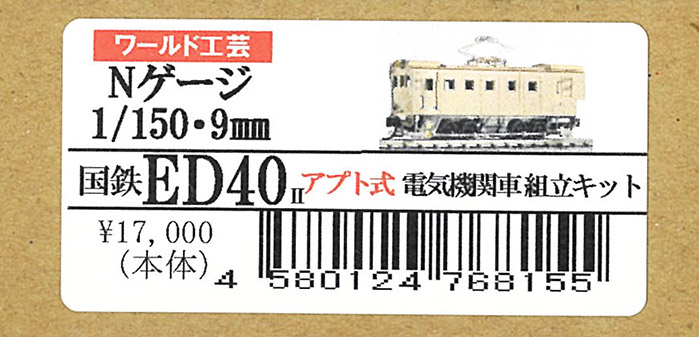 ワールド工芸
Nゲージ
1/150・9mm
国鉄ED40Ⅱアプト式 電気機関車組立キット
¥17,000
(本体)
4 580124 768155